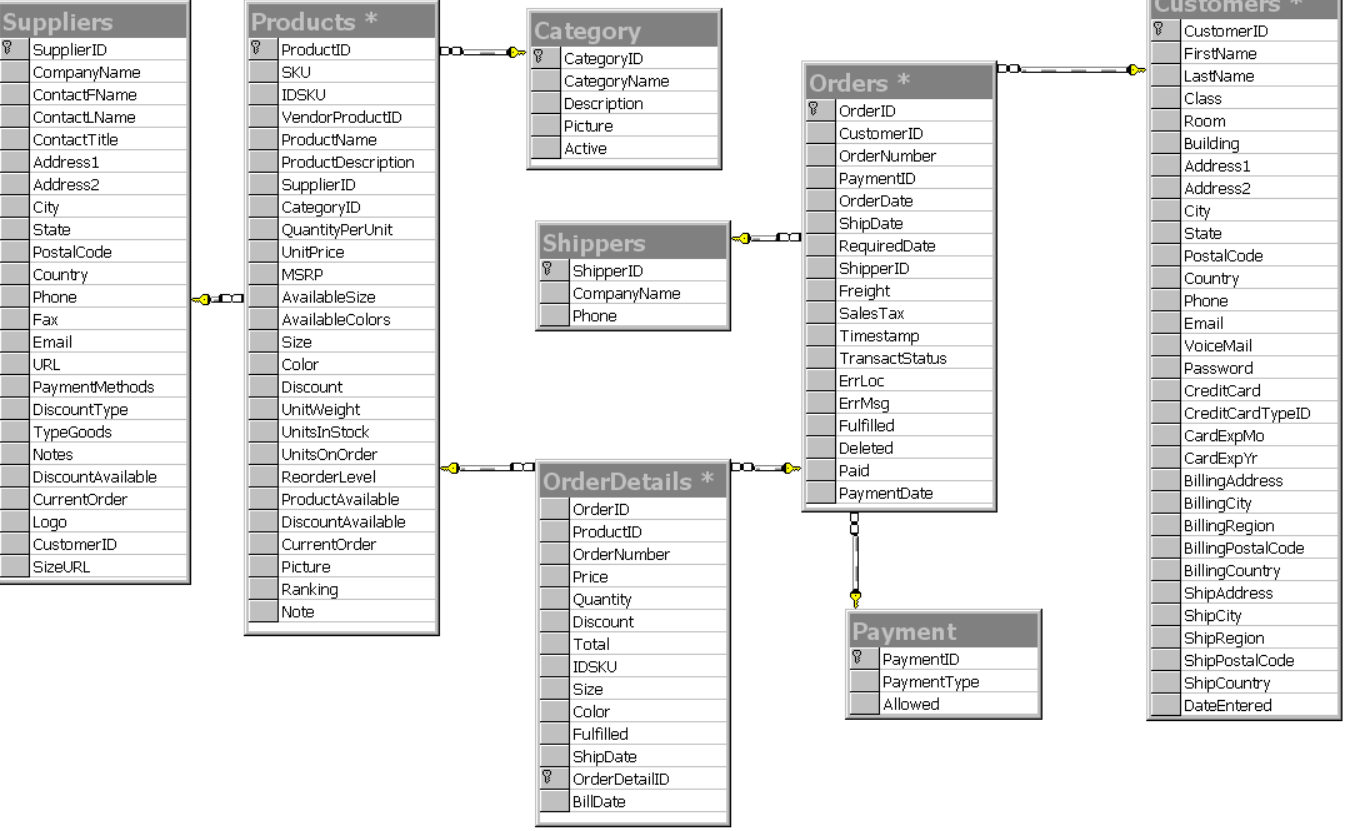 Suppliers
SupplierID
CompanyName
ContactFName
ContactLName
ContactTitle
Address1
Address2
City
State
PostalCode
Country
Phone
Fax
Email
URL
PaymentMethods
DiscountType
TypeGoods
Notes
DiscountAvailable
CurrentOrder
Logo
CustomerID
SizeURL
Products *
ProductID
SKU
IDSKU
VendorProductID
ProductName
ProductDescription
SupplierID
CategoryID
QuantityPerUnit
UnitPrice
MSRP
AvailableSize
AvailableColors
Size
Color
Discount
UnitWeight
UnitsInStock
UnitsOnOrder
ReorderLevel
ProductAvailable
DiscountAvailable
CurrentOrder
Picture
Ranking
Note
Category
CategoryID
CategoryName
Description
Picture
Active
Shippers
ShipperID
CompanyName
Phone
OrderDetails *
OrderID
ProductID
OrderNumber
Price
Quantity
Discount
Total
IDSKU
Size
Color
Fulfilled
ShipDate
OrderDetailID
BillDate
Orders *
OrderID
CustomerID
OrderNumber
PaymentID
OrderDate
ShipDate
RequiredDate
ShipperID
Freight
SalesTax
Timestamp
TransactStatus
ErrLoc
ErrMsg
Fulfilled
Deleted
Paid
PaymentDate
Payment
PaymentID
PaymentType
Allowed
Customers *
CustomerID
FirstName
LastName
Class
Room
Building
Address1
Address2
City
State
PostalCode
Country
Phone
Email
VoiceMail
Password
CreditCard
CreditCardTypeID
CardExpMo
CardExpYr
BillingAddress
BillingCity
BillingRegion
BillingPostalCode
BillingCountry
ShipAddress
ShipCity
ShipRegion
ShipPostalCode
ShipCountry
DateEntered